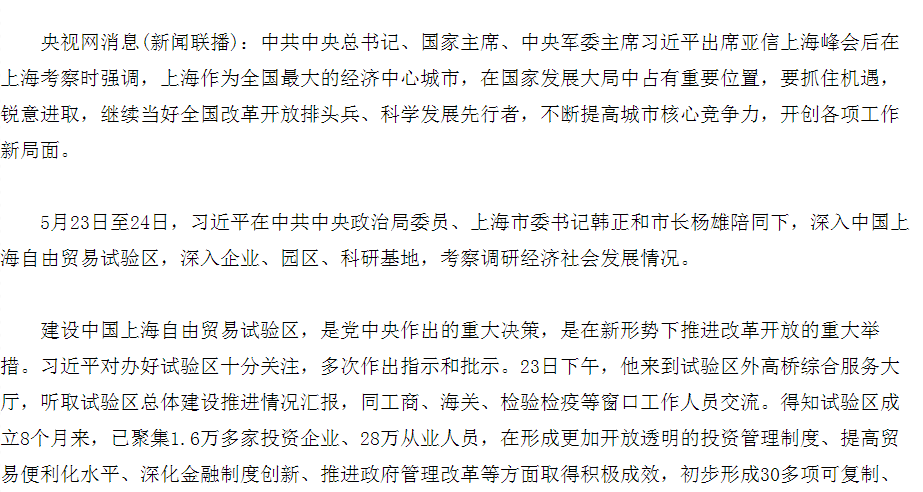 央视网消息(新闻联播)：中共中央总书记、国家主席、中央军委主席习近平出席亚信上海峰会后在
上海考察时强调，上海作为全国最大的经济中心城市，在国家发展大局中占有重要位置，要抓住机遇，
锐意进取，继续当好全国改革开放排头兵、科学发展先行者，不断提高城市核心竞争力，开创各项工作
新局面。
5月23日至24日，习近平在中共中央政治局委员、上海市委书记韩正和市长杨雄陪同下，深入中国上
海自由贸易试验区，深入企业、园区、科研基地，考察调研经济社会发展情况。
建设中国上海自由贸易试验区，是党中央作出的重大决策，是在新形势下推进改革开放的重大举
措。习近平对办好试验区十分关注，多次作出指示和批示。23日下午，他来到试验区外高桥综合服务大
厅，听取试验区总体建设推进情况汇报，同工商、海关、检验检疫等窗口工作人员交流。得知试验区成
立8个月来，已聚集1.6万多家投资企业、28万从业人员，在形成更加开放透明的投资管理制度、提高贸
易便利化水平、深化金融制度创新、推进政府管理改革等方面取得积极成效，初步形成30多项可复制、